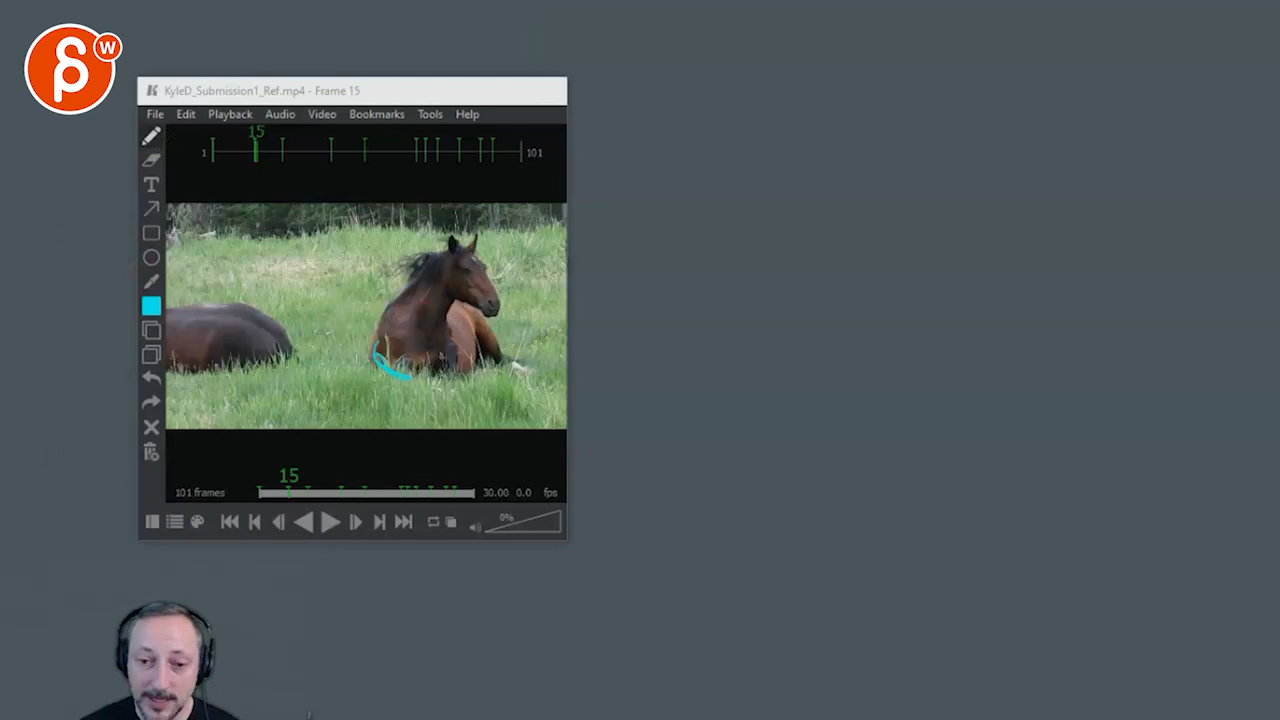 W
KyleD_Submission1_Ref.mp4 - Frame 15
File Edit Playback Audio Video Bookmarks Tools Help
15
1 101
T
15
101 frames 30.00 0.0 fps
0%